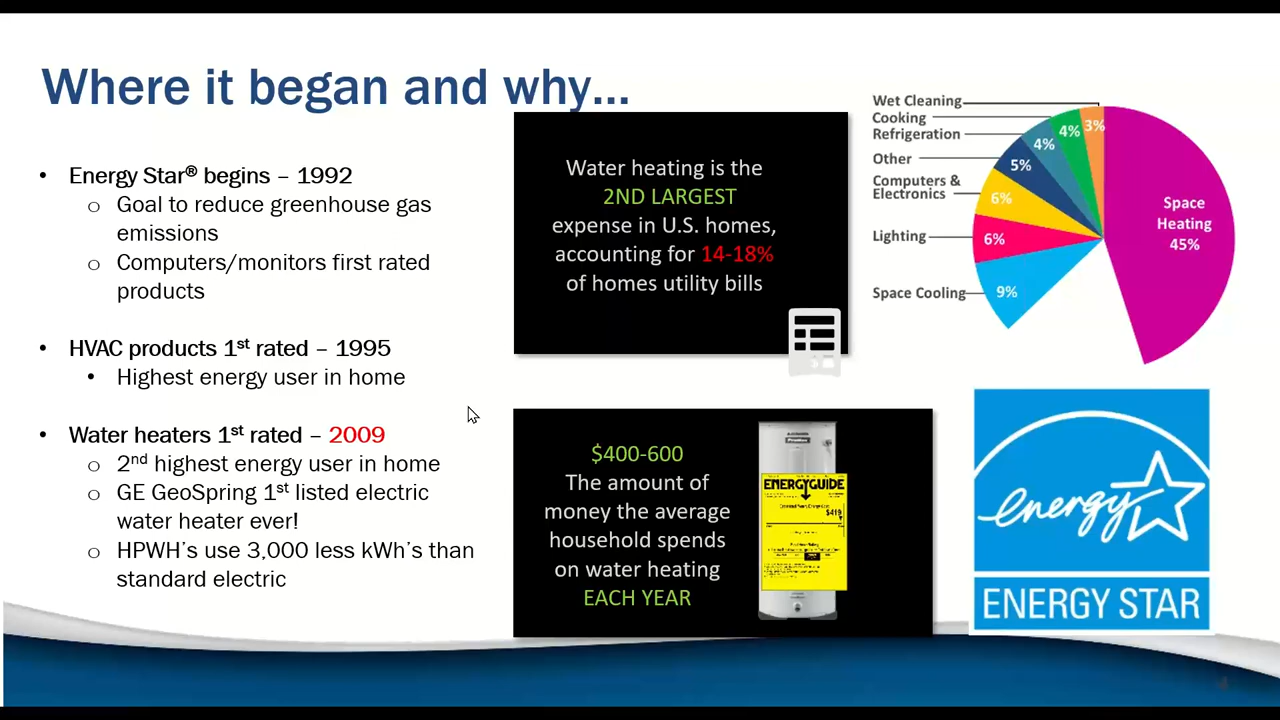 Where it began and why...
• Energy Star® begins – 1992
o Goal to reduce greenhouse gas
emissions
o Computers/monitors first rated
products
• HVAC products 1st rated – 1995
• Highest energy user in home
• Water heaters 1st rated – 2009
o 2nd highest energy user in home
o GE GeoSpring 1st listed electric
water heater ever!
o HPWH's use 3,000 less kWh's than
standard electric
Water heating is the
2ND LARGEST
expense in U.S. homes,
accounting for 14-18%
of homes utility bills
$400-600
The amount of
money the average
household spends
on water heating
EACH YEAR
ENERGYGUIDE
$419
Wet Cleaning
Cooking
Refrigeration
Other
Computers &
Electronics
Lighting
Space Cooling
3%
4%
4%
5%
6%
6%
9%
Space
Heating
45%
energy
ENERGY STAR